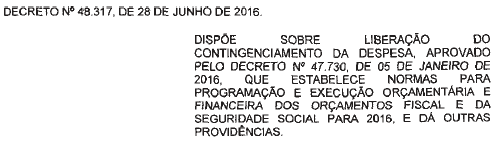 DECRETO Nº 48.317, DE 28 DE JUNHO DE 2016.
DISPÕE SOBRE LIBERAÇÃO DO
CONTINGENCIAMENTO DA DESPESA, APROVADO
PELO DECRETO Nº 47.730, DE 05 DE JANEIRO DE
2016, QUE ESTABELECE NORMAS PARA
PROGRAMAÇÃO E EXECUÇÃO ORÇAMENTÁRIA E
FINANCEIRA DOS ORÇAMENTOS FISCAL E DA
SEGURIDADE SOCIAL PARA 2016, E DÁ OUTRAS
PROVIDÊNCIAS.